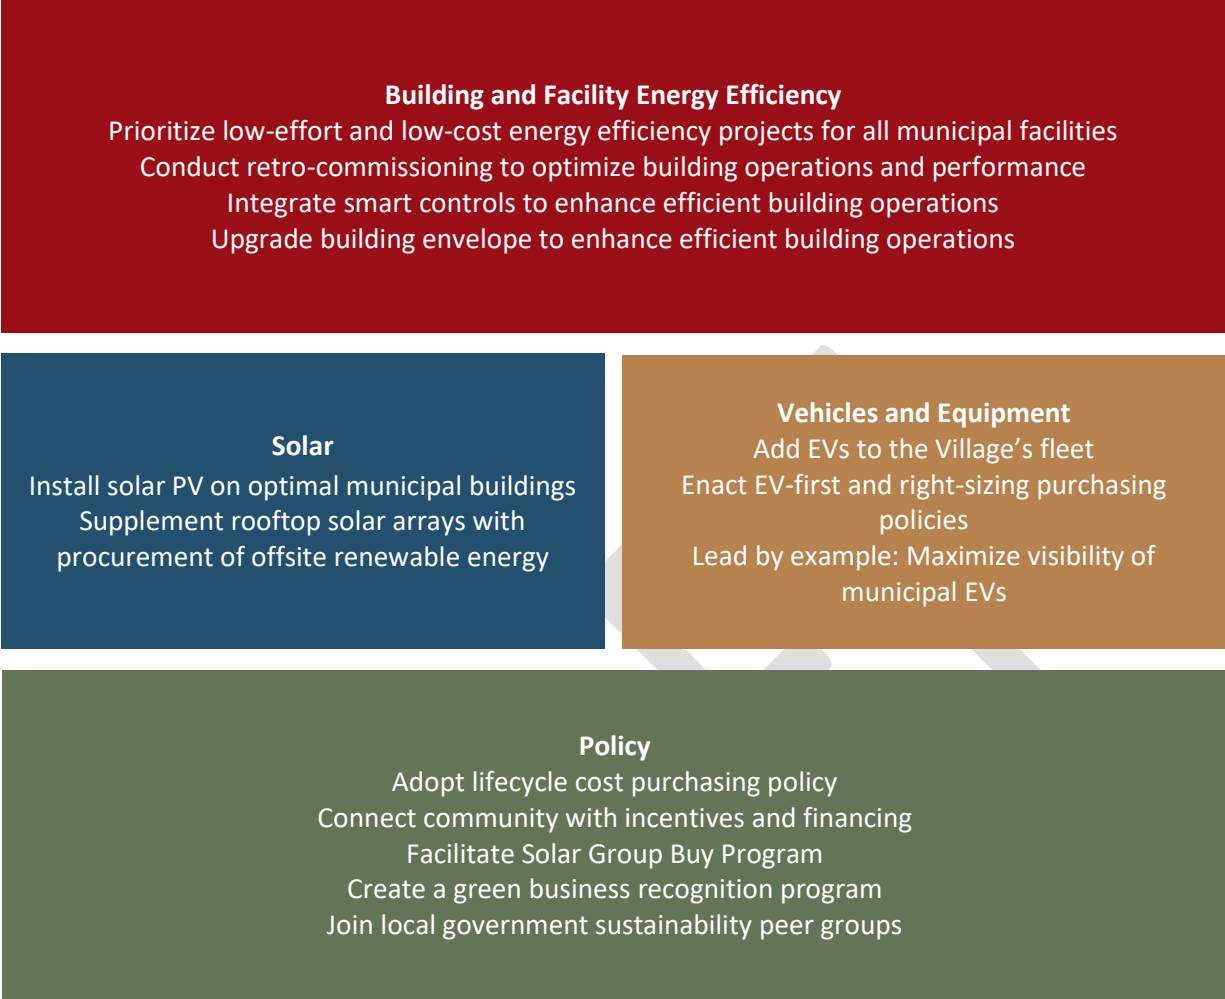 Building and Facility Energy Efficiency
Prioritize low-effort and low-cost energy efficiency projects for all municipal facilities
Conduct retro-commissioning to optimize building operations and performance
Integrate smart controls to enhance efficient building operations
Upgrade building envelope to enhance efficient building operations
Solar
Install solar PV on optimal municipal buildings
Supplement rooftop solar arrays with
procurement of offsite renewable energy
Vehicles and Equipment
Add EVs to the Village’s fleet
Enact EV-first and right-sizing purchasing
policies
Lead by example: Maximize visibility of
municipal EVs
Policy
Adopt lifecycle cost purchasing policy
Connect community with incentives and financing
Facilitate Solar Group Buy Program
Create a green business recognition program
Join local government sustainability peer groups